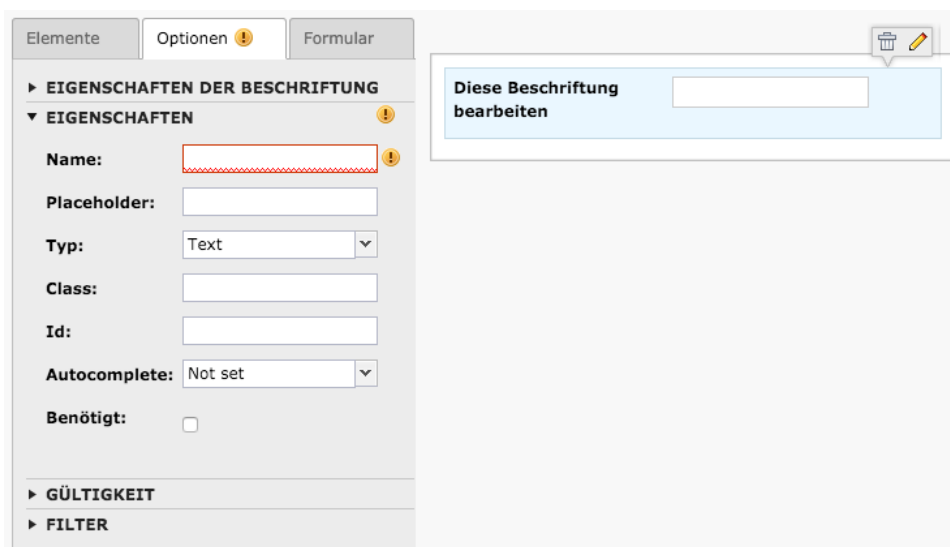 Elemente Optionen Formular
EIGENSCHAFTEN DER BESCHRIFTUNG
EIGENSCHAFTEN
Name:
Placeholder:
Typ: Text
Class:
Id:
Autocomplete: Not set
Benötigt:
GÜLTIGKEIT
FILTER
Diese Beschriftung
bearbeiten